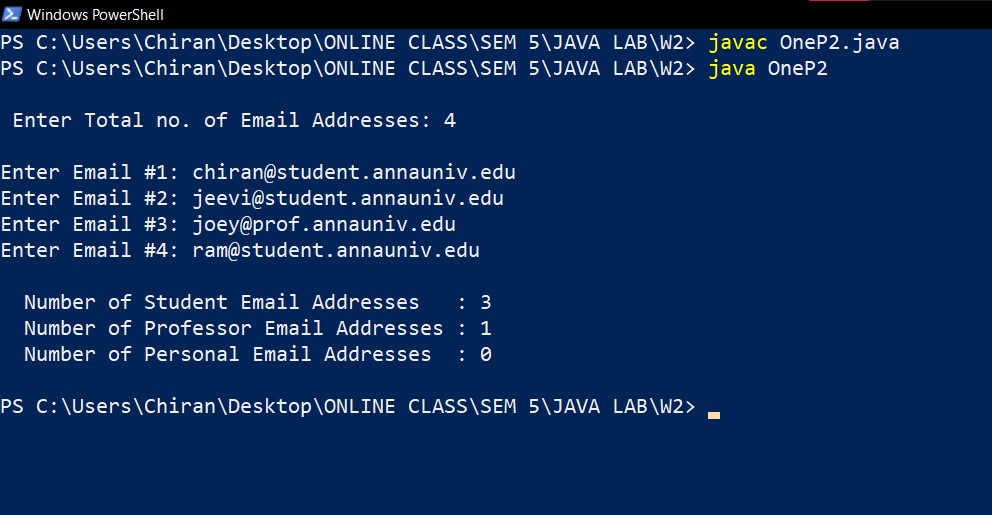 Windows PowerShell
PS C:\Users\Chiran\Desktop\ONLINE CLASS\SEM 5\JAVA LAB\W2> javac OneP2.java
PS C:\Users\Chiran\Desktop\ONLINE CLASS\SEM 5\JAVA LAB\W2> java OneP2
Enter Total no. of Email Addresses: 4
Enter Email #1: chiran@student.annauniv.edu
Enter Email #2: jeevi@student.annauniv.edu
Enter Email #3: joey@prof.annauniv.edu
Enter Email #4: ram@student.annauniv.edu
Number of Student Email Addresses   : 3
Number of Professor Email Addresses : 1
Number of Personal Email Addresses  : 0
PS C:\Users\Chiran\Desktop\ONLINE CLASS\SEM 5\JAVA LAB\W2>